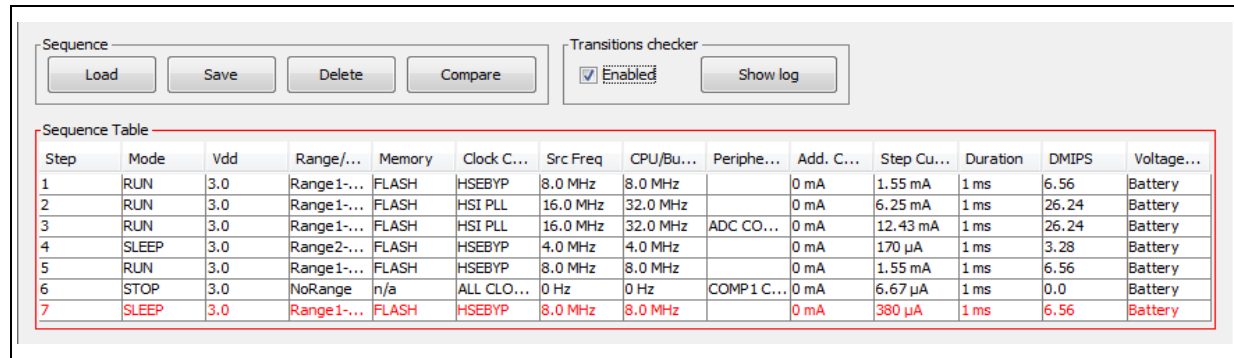 Sequence
Load Save Delete Compare
Transitions checker
Enabled Show log
Sequence Table
Step Mode Vdd Range/... Memory Clock C... Src Freq CPU/Bu... Periphe... Add. C... Step Cu... Duration DMIPS Voltage...
1 RUN 3.0 Range1-... FLASH HSEBYP 8.0 MHz 8.0 MHz 0 mA 1.55 mA 1 ms 6.56 Battery
2 RUN 3.0 Range1-... FLASH HSI PLL 16.0 MHz 32.0 MHz 0 mA 6.25 mA 1 ms 26.24 Battery
3 RUN 3.0 Range1-... FLASH HSI PLL 16.0 MHz 32.0 MHz ADC CO... 0 mA 12.43 mA 1 ms 26.24 Battery
4 SLEEP 3.0 Range2-... FLASH HSEBYP 4.0 MHz 4.0 MHz 0 mA 170 µA 1 ms 3.28 Battery
5 RUN 3.0 Range1-... FLASH HSEBYP 8.0 MHz 8.0 MHz 0 mA 1.55 mA 1 ms 6.56 Battery
6 STOP 3.0 NoRange n/a ALL CLO... 0 Hz 0 Hz COMP1 C... 0 mA 6.67 µA 1 ms 0.0 Battery
7 SLEEP 3.0 Range1-... FLASH HSEBYP 8.0 MHz 8.0 MHz 0 mA 380 µA 1 ms 6.56 Battery